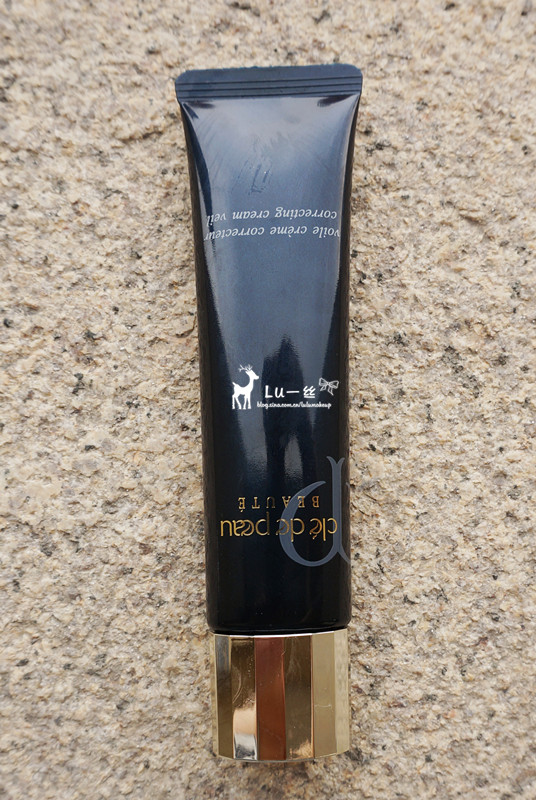 voile crème correcteur
correcting cream veil
Lu一丝
blog.sina.com.cn/lulumakeup
clé de peau
BEAUTÉ